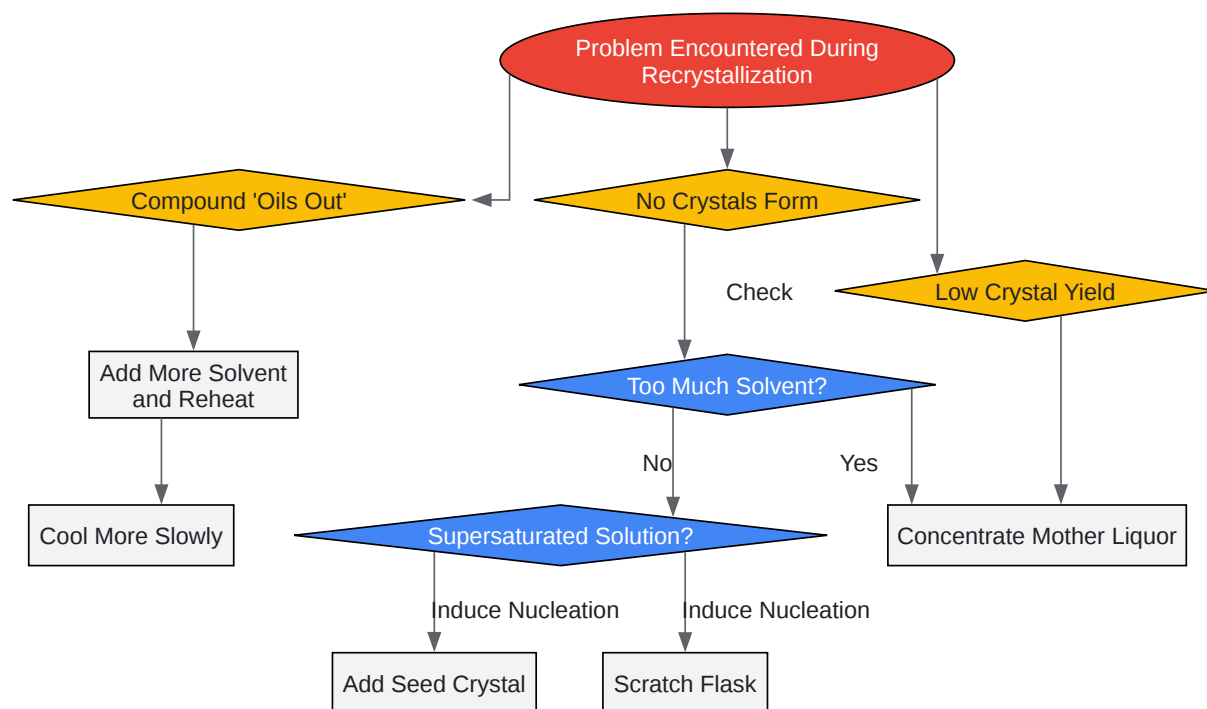 Problem Encountered During
Recrystallization
Compound 'Oils Out'
No Crystals Form
Low Crystal Yield
Check
Add More Solvent
and Reheat
Too Much Solvent?
No
Yes
Cool More Slowly
Supersaturated Solution?
Concentrate Mother Liquor
Induce Nucleation
Induce Nucleation
Add Seed Crystal
Scratch Flask